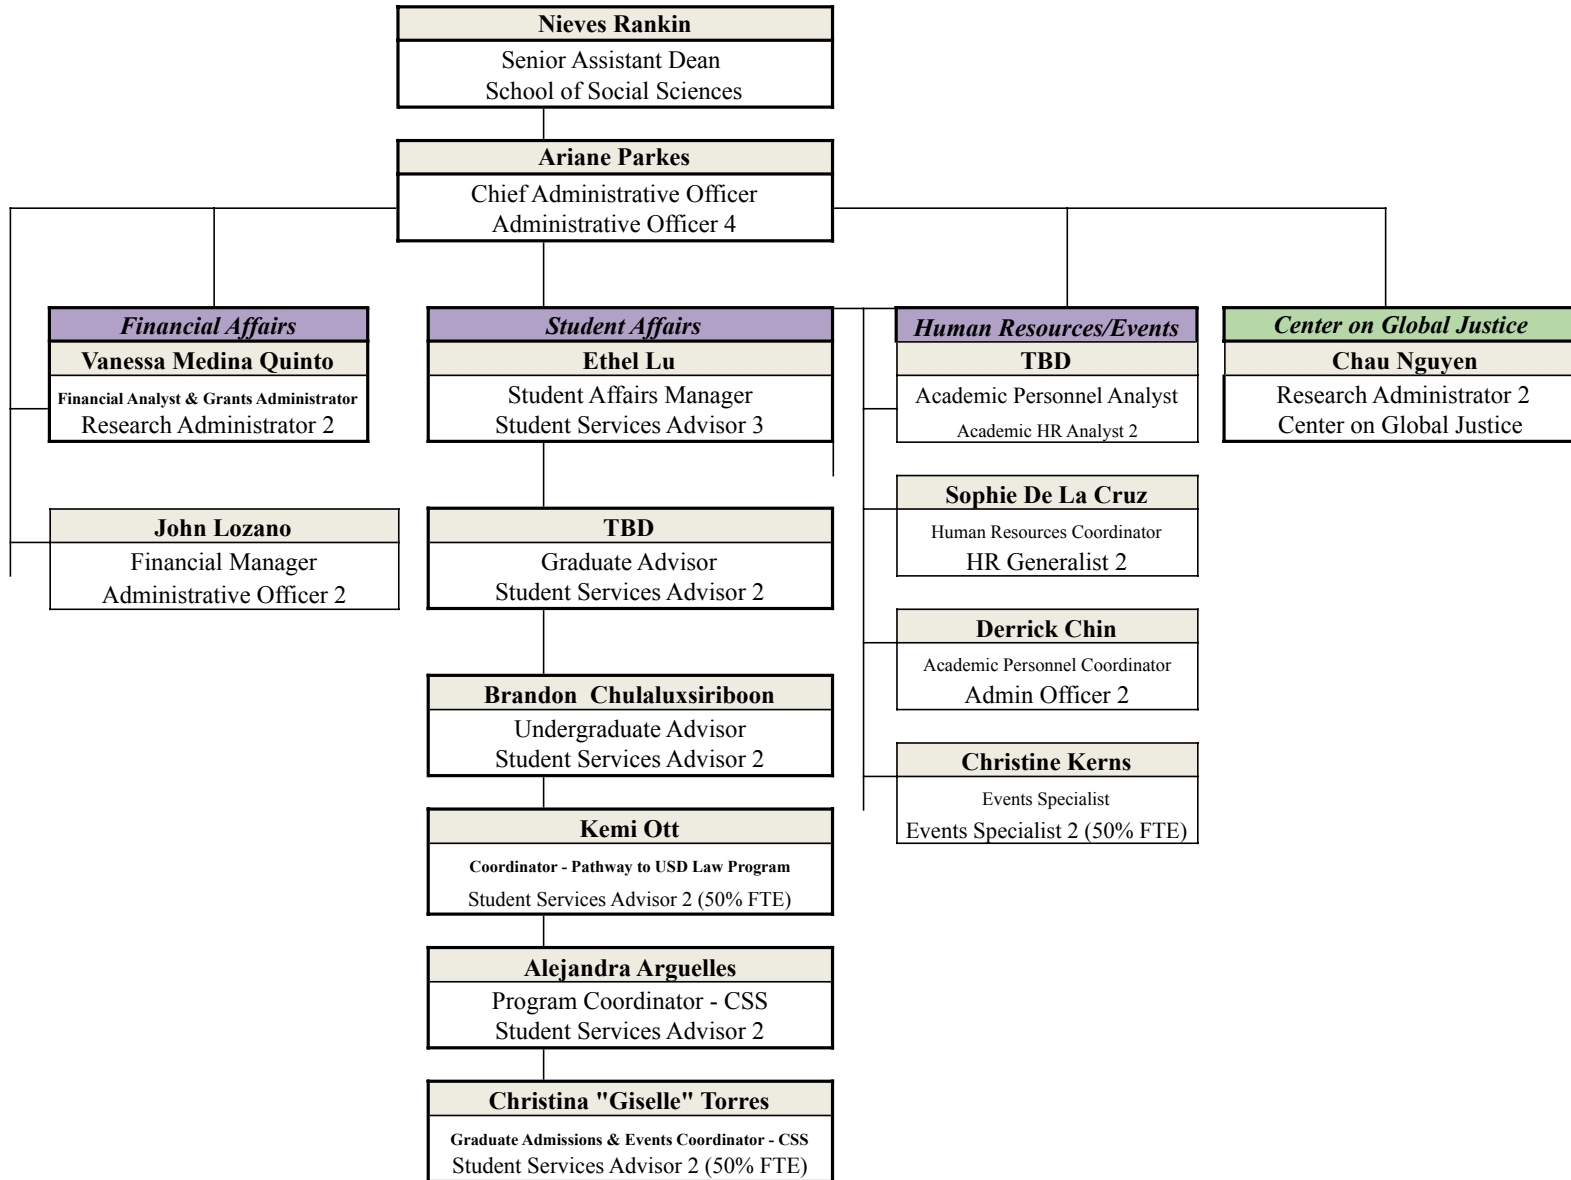 Nieves Rankin
Senior Assistant Dean
School of Social Sciences
Ariane Parkes
Chief Administrative Officer
Administrative Officer 4
Financial Affairs
Vanessa Medina Quinto
Financial Analyst & Grants Administrator
Research Administrator 2
John Lozano
Financial Manager
Administrative Officer 2
Student Affairs
Ethel Lu
Student Affairs Manager
Student Services Advisor 3
TBD
Graduate Advisor
Student Services Advisor 2
Brandon  Chulaluxsiriboon
Undergraduate Advisor
Student Services Advisor 2
Kemi Ott
Coordinator - Pathway to USD Law Program
Student Services Advisor 2 (50% FTE)
Alejandra Arguelles
Program Coordinator - CSS
Student Services Advisor 2
Christina "Giselle" Torres
Graduate Admissions & Events Coordinator - CSS
Student Services Advisor 2 (50% FTE)
Human Resources/Events
TBD
Academic Personnel Analyst
Academic HR Analyst 2
Sophie De La Cruz
Human Resources Coordinator
HR Generalist 2
Derrick Chin
Academic Personnel Coordinator
Admin Officer 2
Christine Kerns
Events Specialist
Events Specialist 2 (50% FTE)
Center on Global Justice
Chau Nguyen
Research Administrator 2
Center on Global Justice